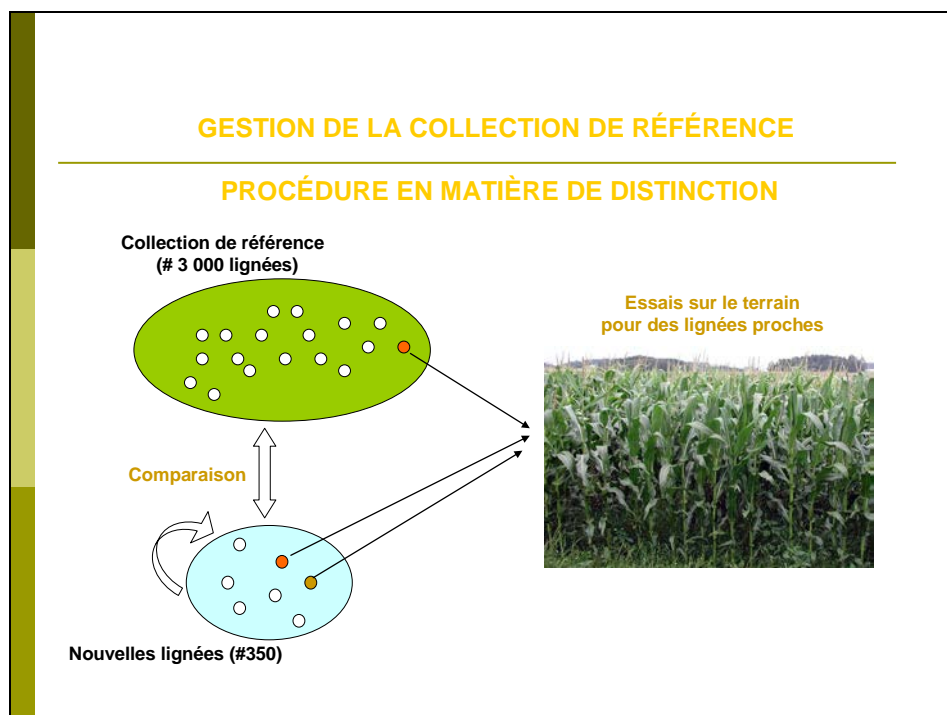 GESTION DE LA COLLECTION DE RÉFÉRENCE
PROCÉDURE EN MATIÈRE DE DISTINCTION
Collection de référence
(# 3 000 lignées)
Essais sur le terrain
pour des lignées proches
Comparaison
Nouvelles lignées (#350)